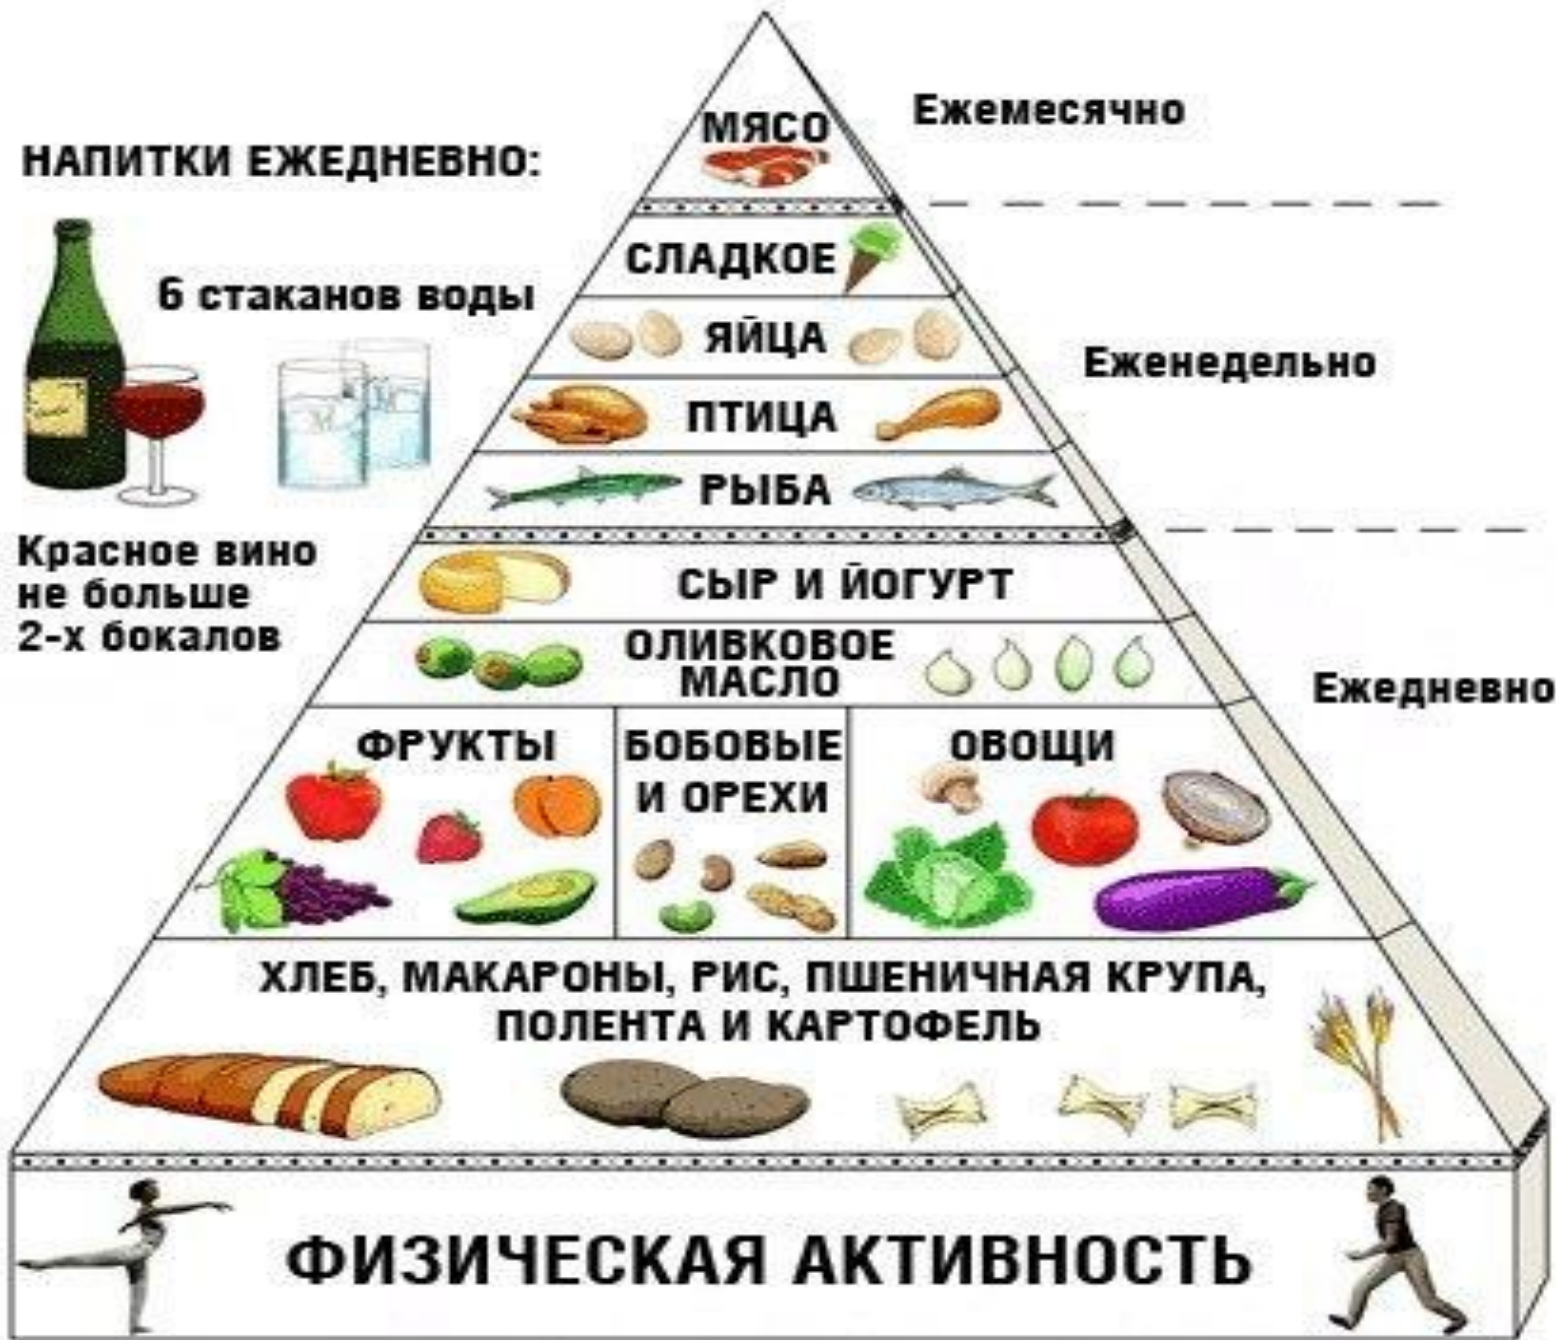 МЯСО
Ежемесячно
НАПИТКИ ЕЖЕДНЕВНО:
6 стаканов воды
Красное вино
не больше
2-х бокалов
СЛАДКОЕ
ЯЙЦА
ПТИЦА
РЫБА
Еженедельно
СЫР И ЙОГУРТ
ОЛИВКОВОЕ
МАСЛО
Ежедневно
ФРУКТЫ
БОБОВЫЕ
И ОРЕХИ
ОВОЩИ
ХЛЕБ, МАКАРОНЫ, РИС, ПШЕНИЧНАЯ КРУПА,
ПОЛЕНТА И КАРТОФЕЛЬ
ФИЗИЧЕСКАЯ АКТИВНОСТЬ